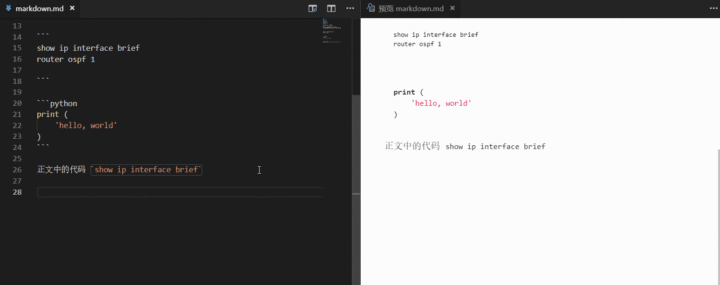 markdown.md
13
14 ```
15 show ip interface brief
16 router ospf 1
17
18 ```
19
20 ```python
21 print (
22 'hello, world'
23 )
24 ```
25
26 正文中的代码 `show ip interface brief`
27
28
预览 markdown.md
show ip interface brief
router ospf 1
print (
'hello, world'
)
正文中的代码 show ip interface brief